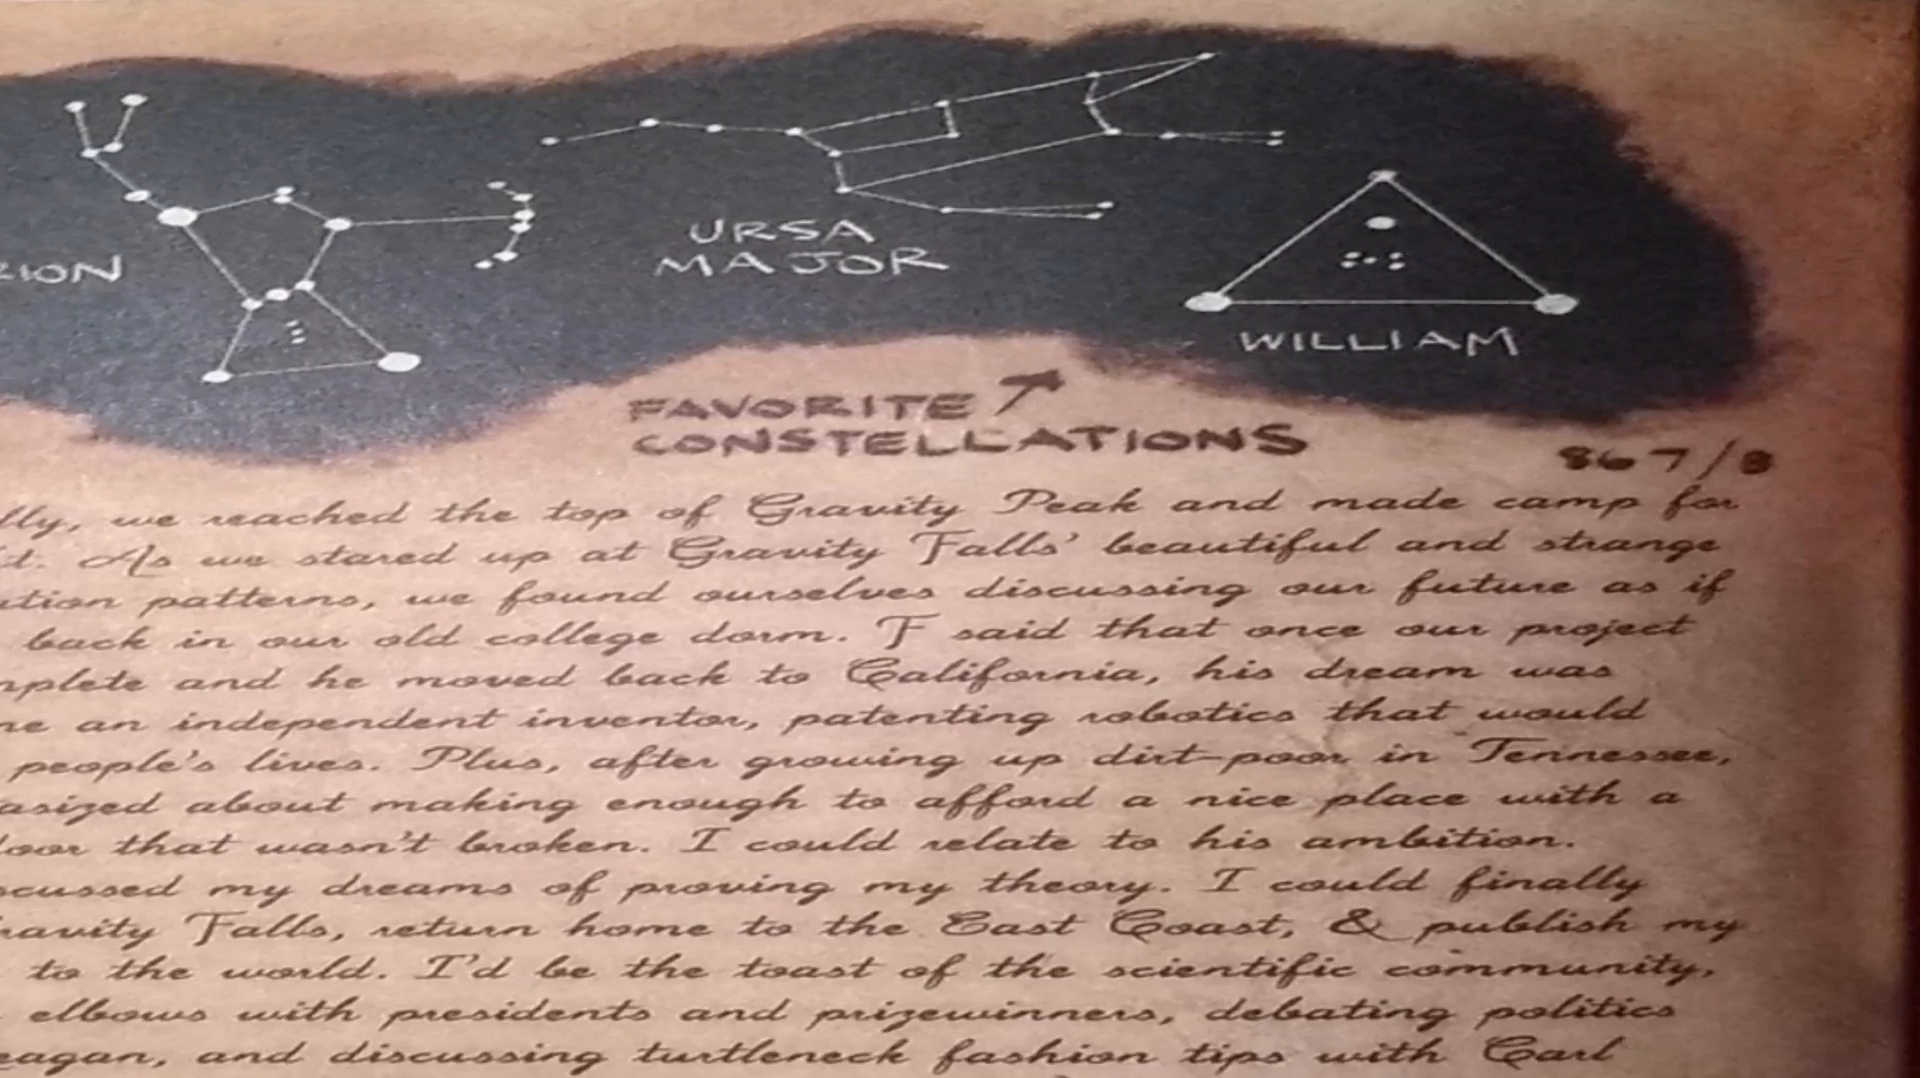 URSA
MAJOR
RION
WILLIAM
FAVORITE
CONSTELLATIONS
867/8
lly, we reached the top of Gravity Peak and made camp for
t. As we stared up at Gravity Falls' beautiful and strange
ation patterns, we found ourselves discussing our future as if
back in our old college dorm. F said that once our project
mplete and he moved back to California, his dream was
me an independent inventor, patenting robotics that would
people's lives. Plus, after growing up dirt-poor in Tennessee,
asized about making enough to afford a nice place with a
door that wasn't broken. I could relate to his ambition.
scussed my dreams of proving my theory. I could finally
ravity Falls, return home to the East Coast, & publish my
to the world. I'd be the toast of the scientific community,
elbows with presidents and prizewinners, debating politics
eagan, and discussing turtleneck fashion tips with Carl